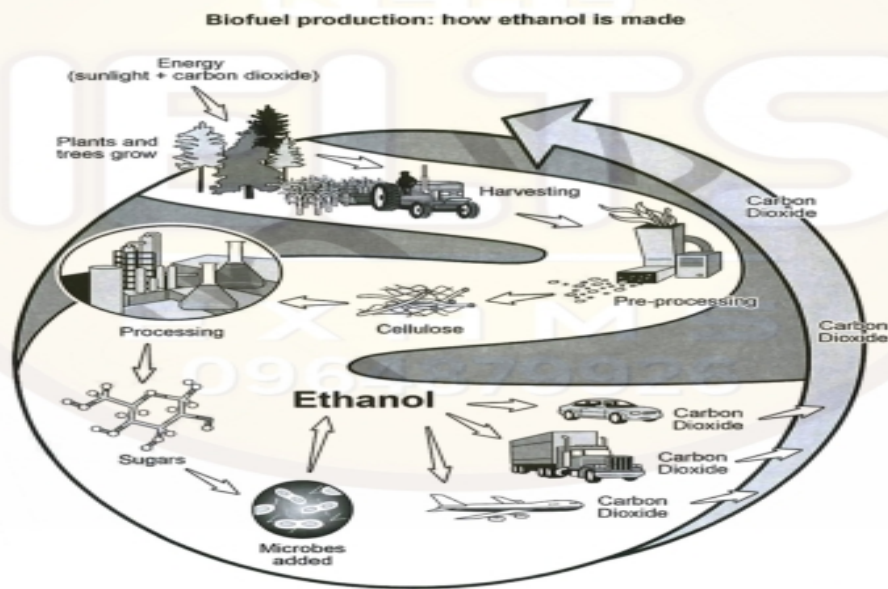 Biofuel production: how ethanol is made
Energy
(sunlight + carbon dioxide)
Plants and
trees grow
Harvesting
Carbon
Dioxide
Pre-processing
Cellulose
Processing
Carbon
Dioxide
Ethanol
Carbon
Dioxide
Sugars
Carbon
Dioxide
Carbon
Dioxide
Microbes
added
IELTS